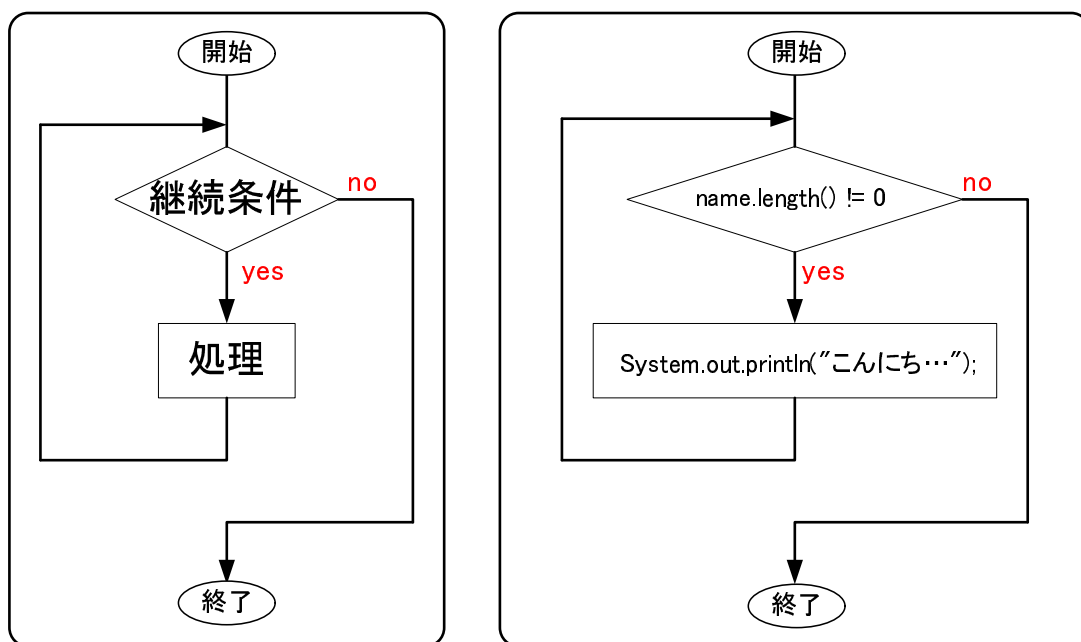 開始
継続条件
no
yes
処理
終了
開始
name.length() != 0
no
yes
System.out.println("こんにち…");
終了